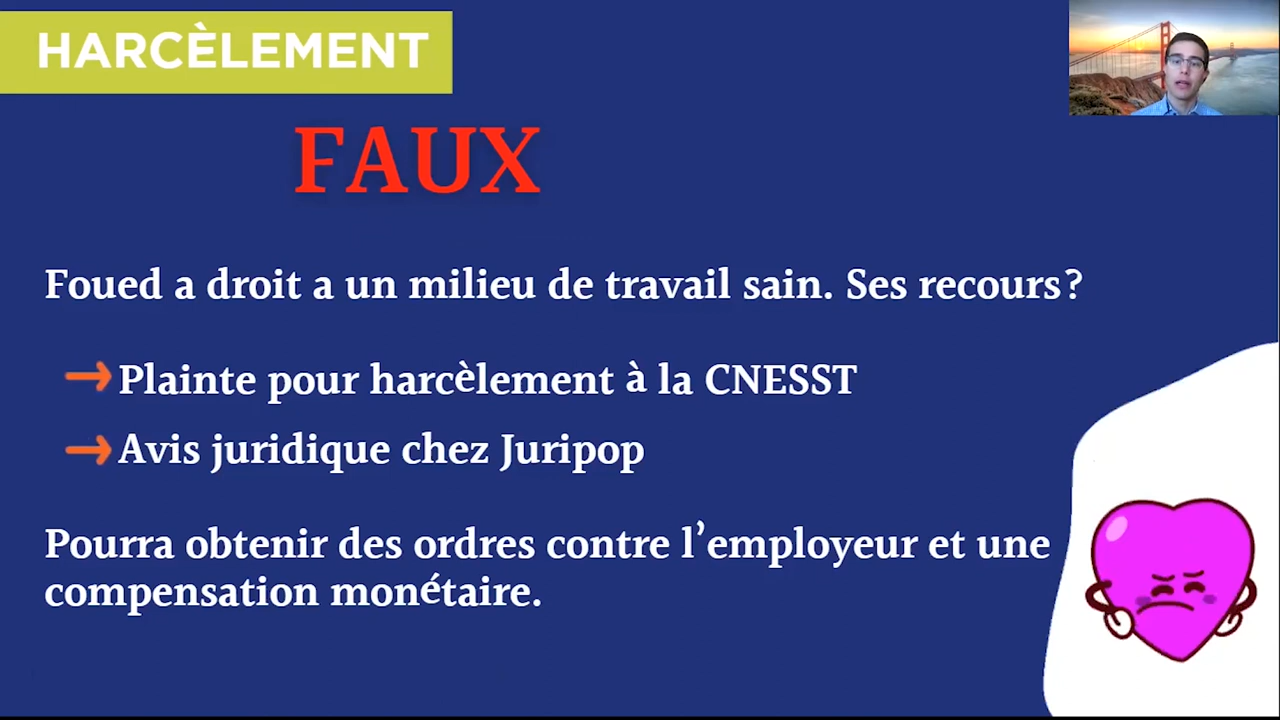 HARCÈLEMENT
FAUX
Foued a droit a un milieu de travail sain. Ses recours?
→ Plainte pour harcèlement à la CNESST
→ Avis juridique chez Juripop
Pourra obtenir des ordres contre l'employeur et une
compensation monétaire.